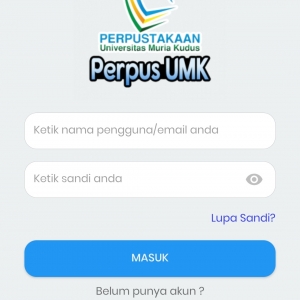 PERPUSTAKAAN
Universitas Muria Kudus
Perpus UMK
Ketik nama pengguna/email anda
Ketik sandi anda
Lupa Sandi?
MASUK
Belum punya akun ?